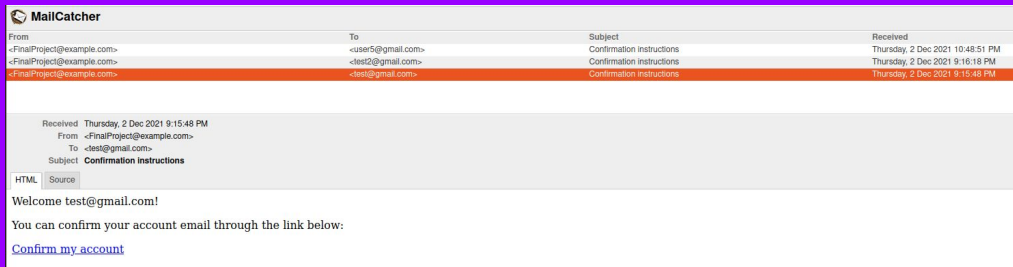 MailCatcher
From To Subject Received
<FinalProject@example.com> <user5@gmail.com> Confirmation instructions Thursday, 2 Dec 2021 10:48:51 PM
<FinalProject@example.com> <test2@gmail.com> Confirmation instructions Thursday, 2 Dec 2021 9:16:18 PM
<FinalProject@example.com> <test@gmail.com> Confirmation instructions Thursday, 2 Dec 2021 9:15:48 PM
Received Thursday, 2 Dec 2021 9:15:48 PM
From <FinalProject@example.com>
To <test@gmail.com>
Subject Confirmation instructions
HTML Source
Welcome test@gmail.com!
You can confirm your account email through the link below:
Confirm my account